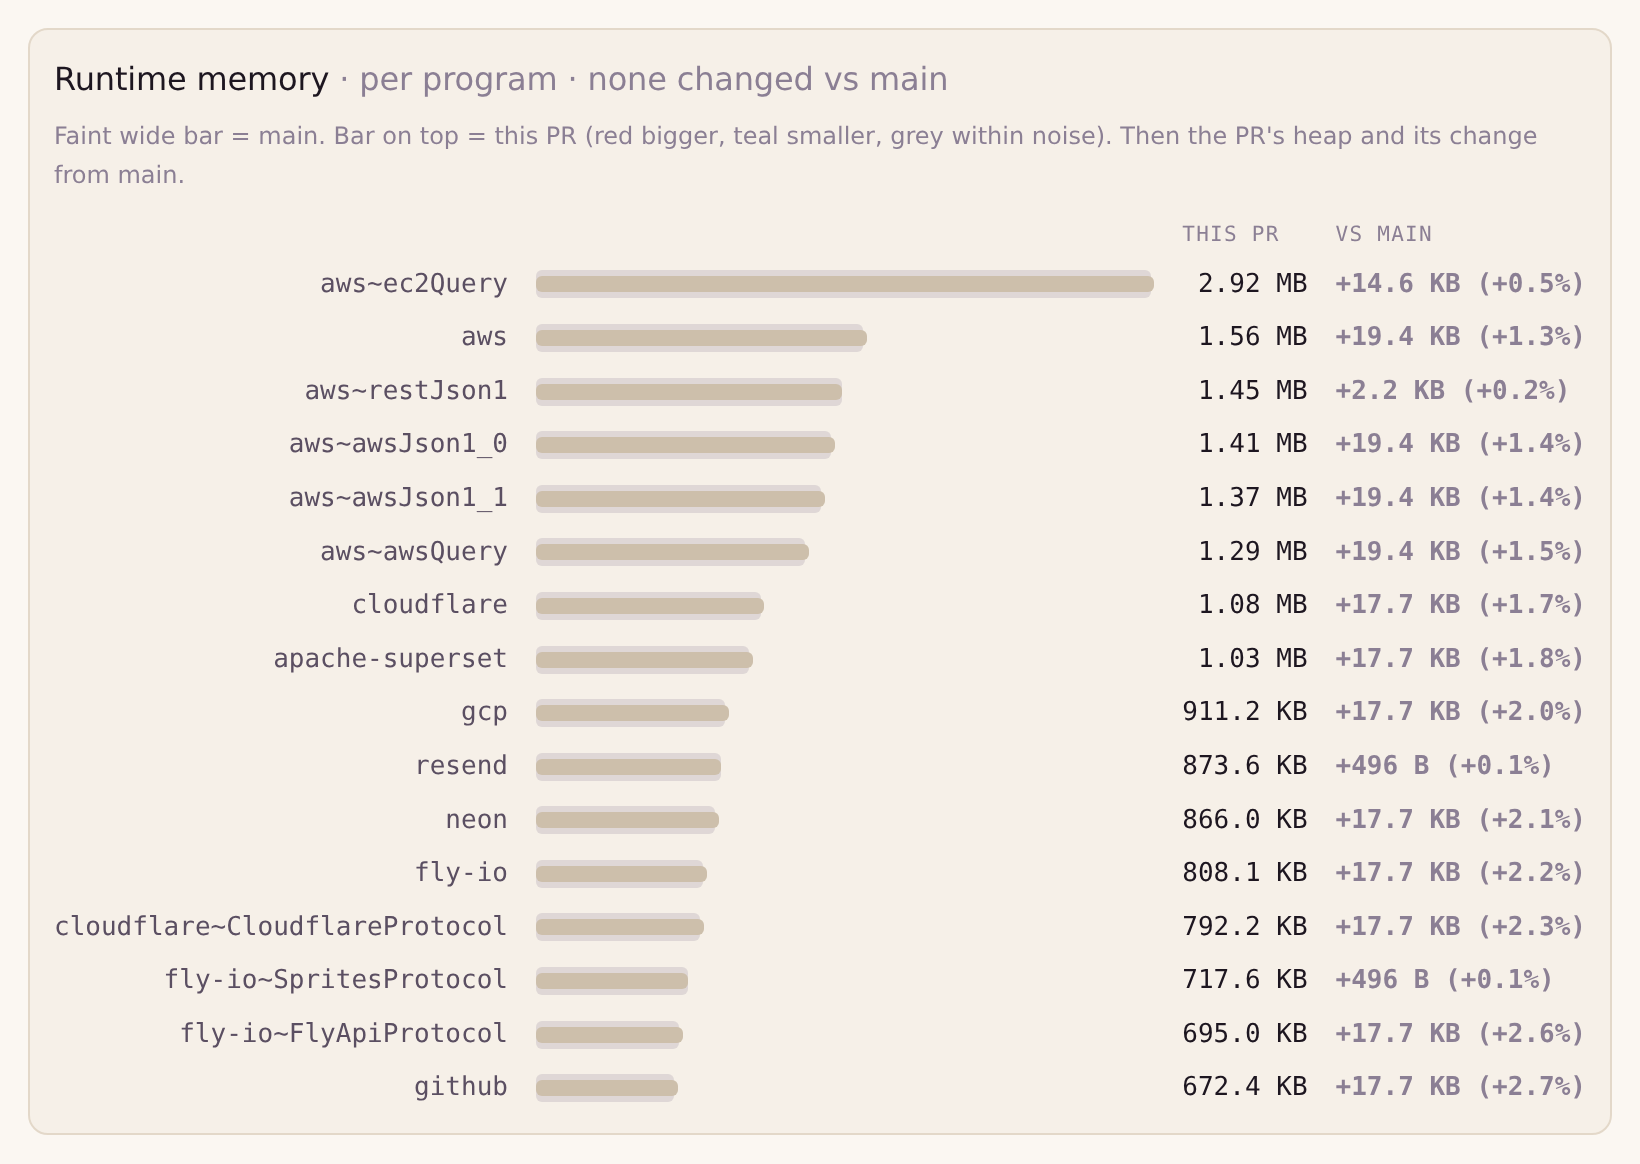 Runtime memory · per program · none changed vs main
Faint wide bar = main. Bar on top = this PR (red bigger, teal smaller, grey within noise). Then the PR's heap and its change
from main.
THIS PR VS MAIN
aws~ec2Query 2.92 MB +14.6 KB (+0.5%)
aws 1.56 MB +19.4 KB (+1.3%)
aws~restJson1 1.45 MB +2.2 KB (+0.2%)
aws~awsJson1_0 1.41 MB +19.4 KB (+1.4%)
aws~awsJson1_1 1.37 MB +19.4 KB (+1.4%)
aws~awsQuery 1.29 MB +19.4 KB (+1.5%)
cloudflare 1.08 MB +17.7 KB (+1.7%)
apache-superset 1.03 MB +17.7 KB (+1.8%)
gcp 911.2 KB +17.7 KB (+2.0%)
resend 873.6 KB +496 B (+0.1%)
neon 866.0 KB +17.7 KB (+2.1%)
fly-io 808.1 KB +17.7 KB (+2.2%)
cloudflare~CloudflareProtocol 792.2 KB +17.7 KB (+2.3%)
fly-io~SpritesProtocol 717.6 KB +496 B (+0.1%)
fly-io~FlyApiProtocol 695.0 KB +17.7 KB (+2.6%)
github 672.4 KB +17.7 KB (+2.7%)